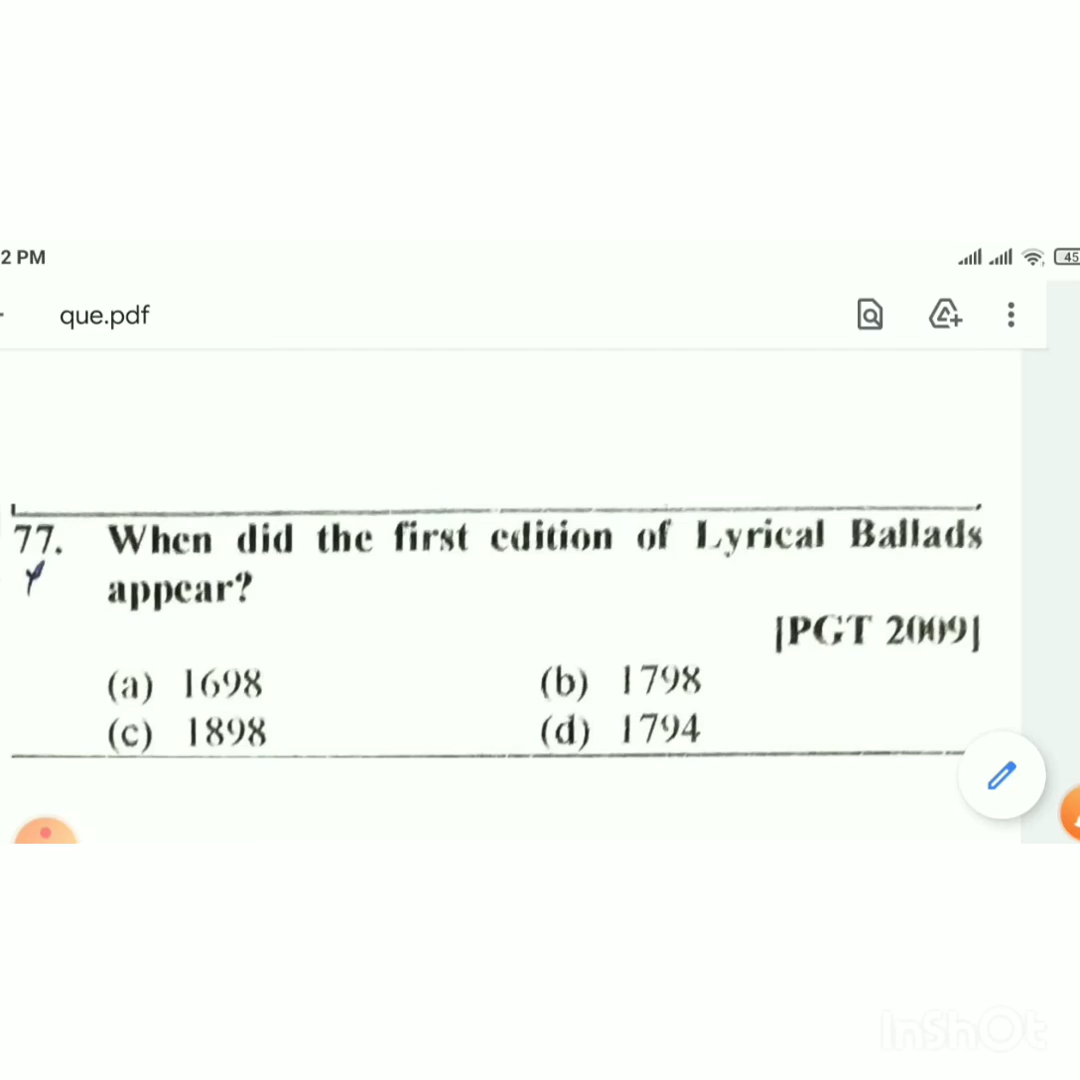 2 PM
45
que.pdf
77. When did the first edition of Lyrical Ballads
appear?
[PGT 2009]
(a) 1698 (b) 1798
(c) 1898 (d) 1794
InShOt